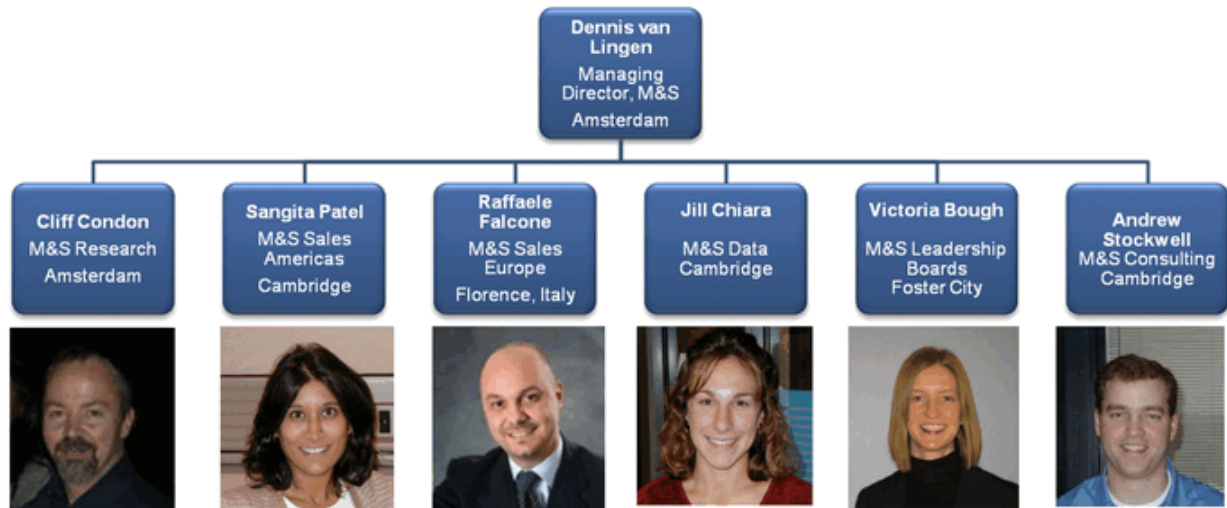 Dennis van
Lingen
Managing
Director, M&S
Amsterdam
Cliff Condon
M&S Research
Amsterdam
Sangita Patel
M&S Sales
Americas
Cambridge
Raffaele
Falcone
M&S Sales
Europe
Florence, Italy
Jill Chiara
M&S Data
Cambridge
Victoria Bough
M&S Leadership
Boards
Foster City
Andrew
Stockwell
M&S Consulting
Cambridge